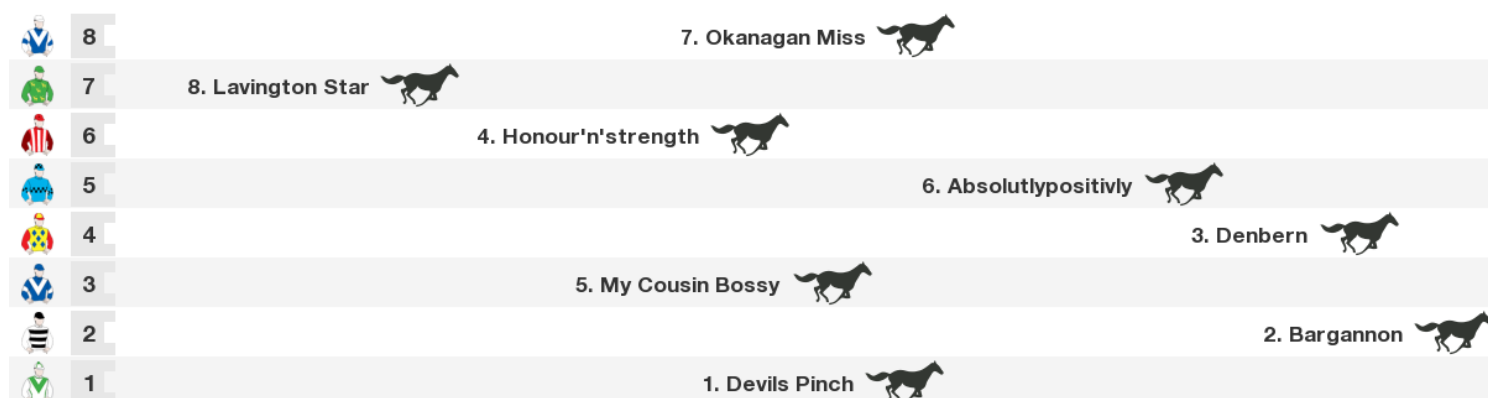 8 7. Okanagan Miss
7 8. Lavington Star
6 4. Honour'n'strength
5 6. Absolutlypositivly
4 3. Denbern
3 5. My Cousin Bossy
2 2. Bargannon
1 1. Devils Pinch